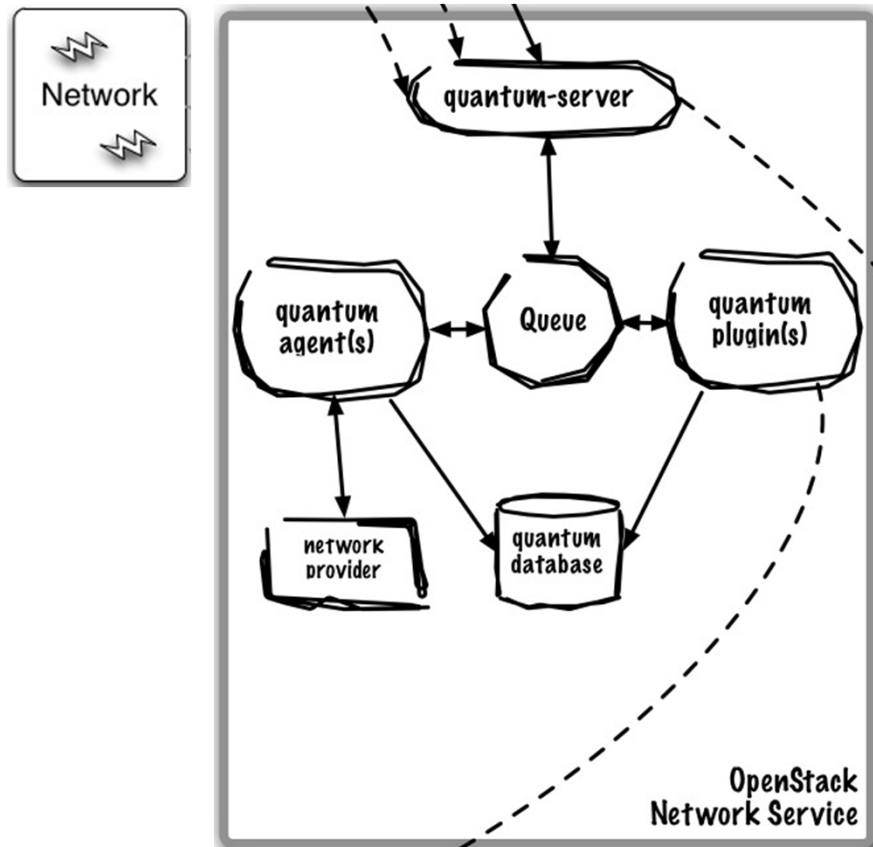 Network
quantum-server
quantum
agent(s)
Queue
quantum
plugin(s)
network
provider
quantum
database
OpenStack
Network Service